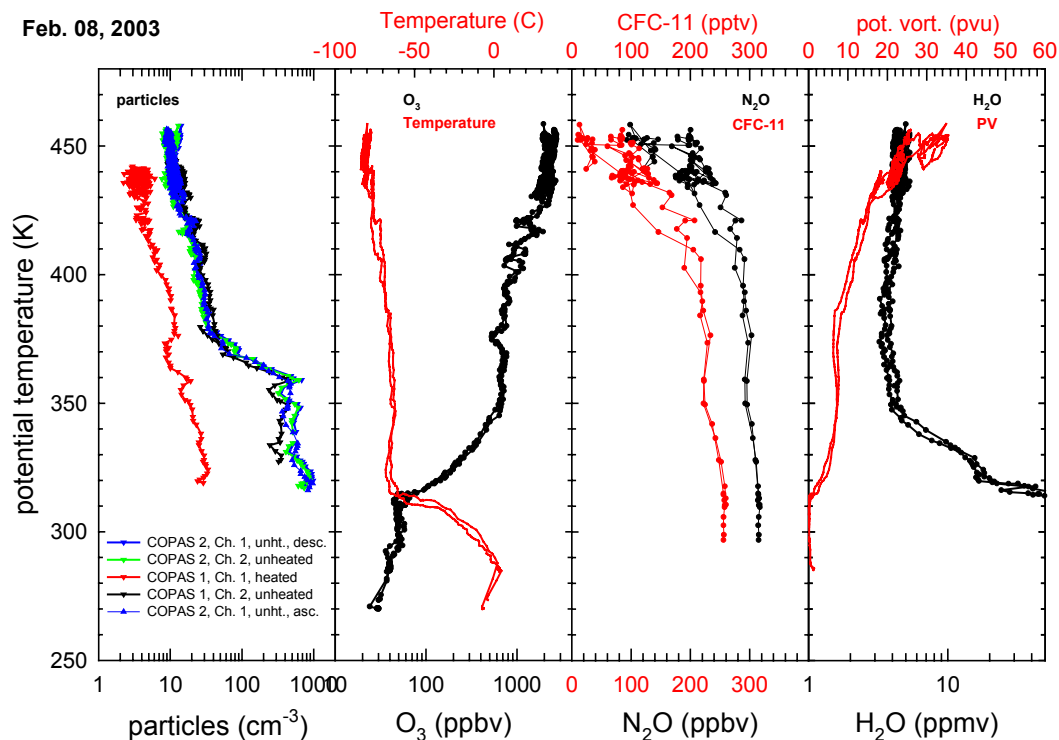 Feb. 08, 2003
Temperature (C)
CFC-11 (pptv)
pot. vort. (pvu)
-100 -50 0
0 100 200 300
0 10 20 30 40 50 60
particles
O3
Temperature
N2O
CFC-11
H2O
PV
potential temperature (K)
450
400
350
300
250
COPAS 2, Ch. 1, unht., desc.
COPAS 2, Ch. 2, unheated
COPAS 1, Ch. 1, heated
COPAS 1, Ch. 2, unheated
COPAS 2, Ch. 1, unht., asc.
1 10 100 1000
100 1000
0 100 200 300
1 10
particles (cm-3)
O3 (ppbv)
N2O (ppbv)
H2O (ppmv)